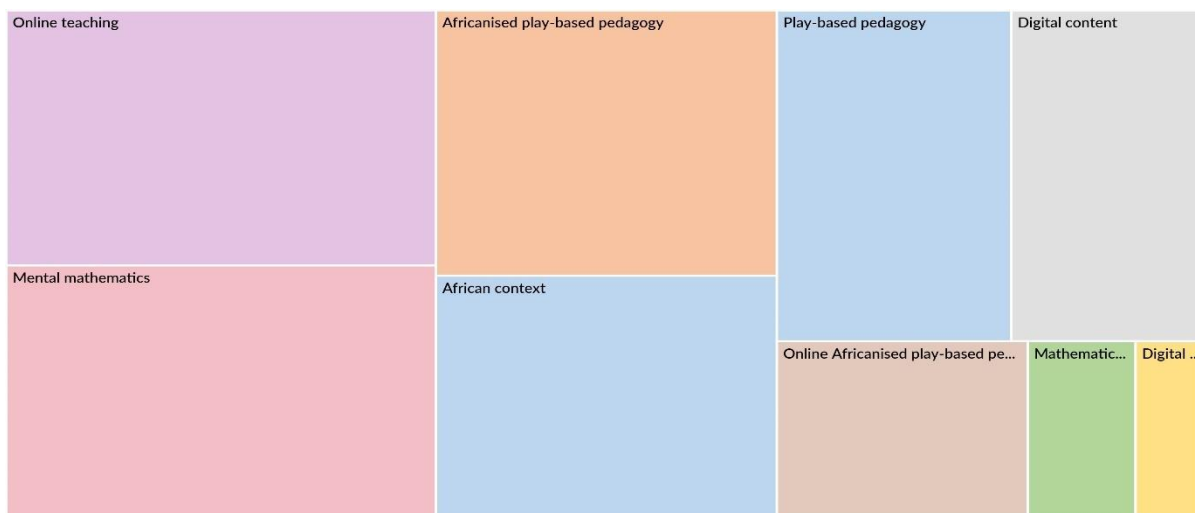 Online teaching
Africanised play-based pedagogy
Play-based pedagogy
Digital content
Mental mathematics
African context
Online Africanised play-based pe...
Mathematic...
Digital ...